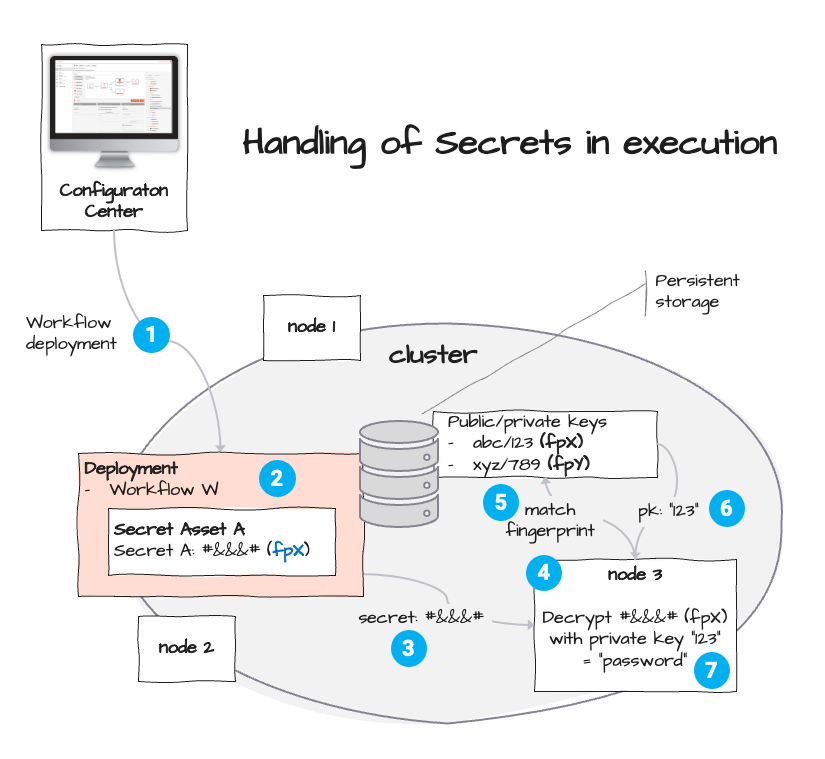 Handling of Secrets in execution
Configuraton
Center
Workflow
deployment
1
node 1
Persistent
storage
cluster
Public/private keys
- abc/123 (fpX)
- xyz/789 (fpY)
Deployment
- Workflow W
2
Secret Asset A
Secret A: #&&&# (fpX)
5
match
fingerprint
pk: "123"
6
4
node 3
Decrypt #&&&# (fpX)
with private key "123"
= "password"
7
secret: #&&&#
3
node 2